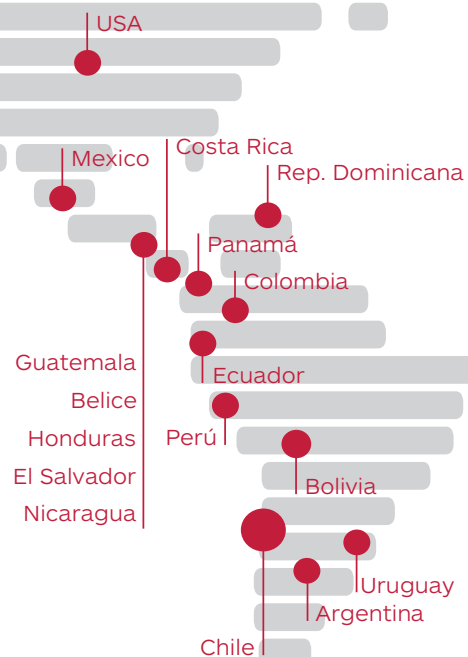 USA
Costa Rica
Mexico
Rep. Dominicana
Panamá
Colombia
Guatemala
Ecuador
Belice
Honduras
Perú
El Salvador
Bolivia
Nicaragua
Uruguay
Argentina
Chile